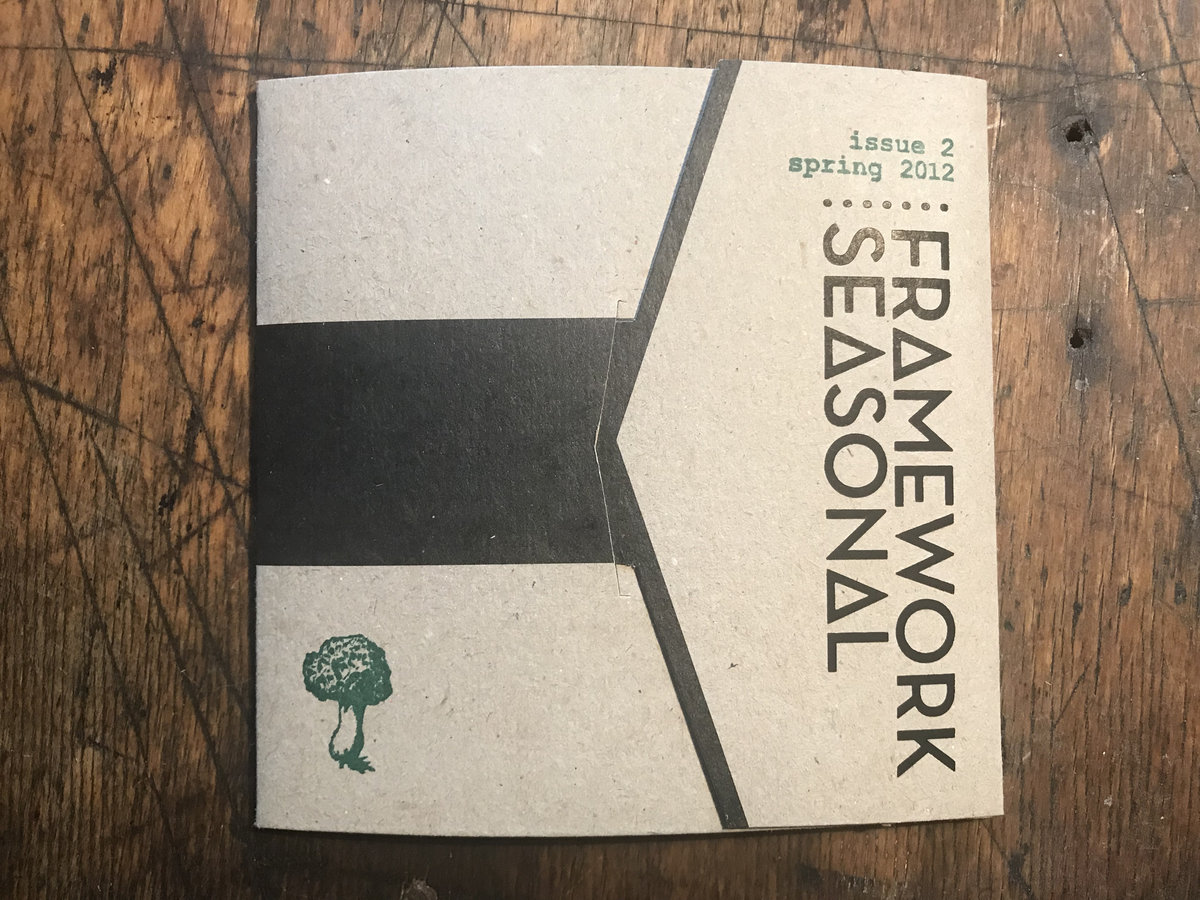 issue 2
spring 2012
:FRAMEWORK
:SEASONAL